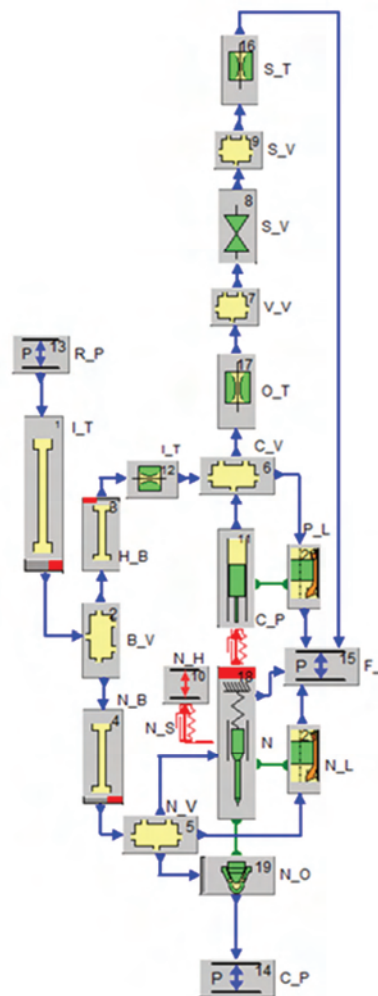 16
S_T
9
S_V
8
S_V
7
V_V
P 13
R_P
17
O_T
1
I_T
I_T
12
C_V
6
3
H_B
P_L
11
C_P
2
B_V
N_H
10
P 15
F_
18
N_S
N_B
4
N
N_L
N_V
5
19
N_O
P 14
C_P